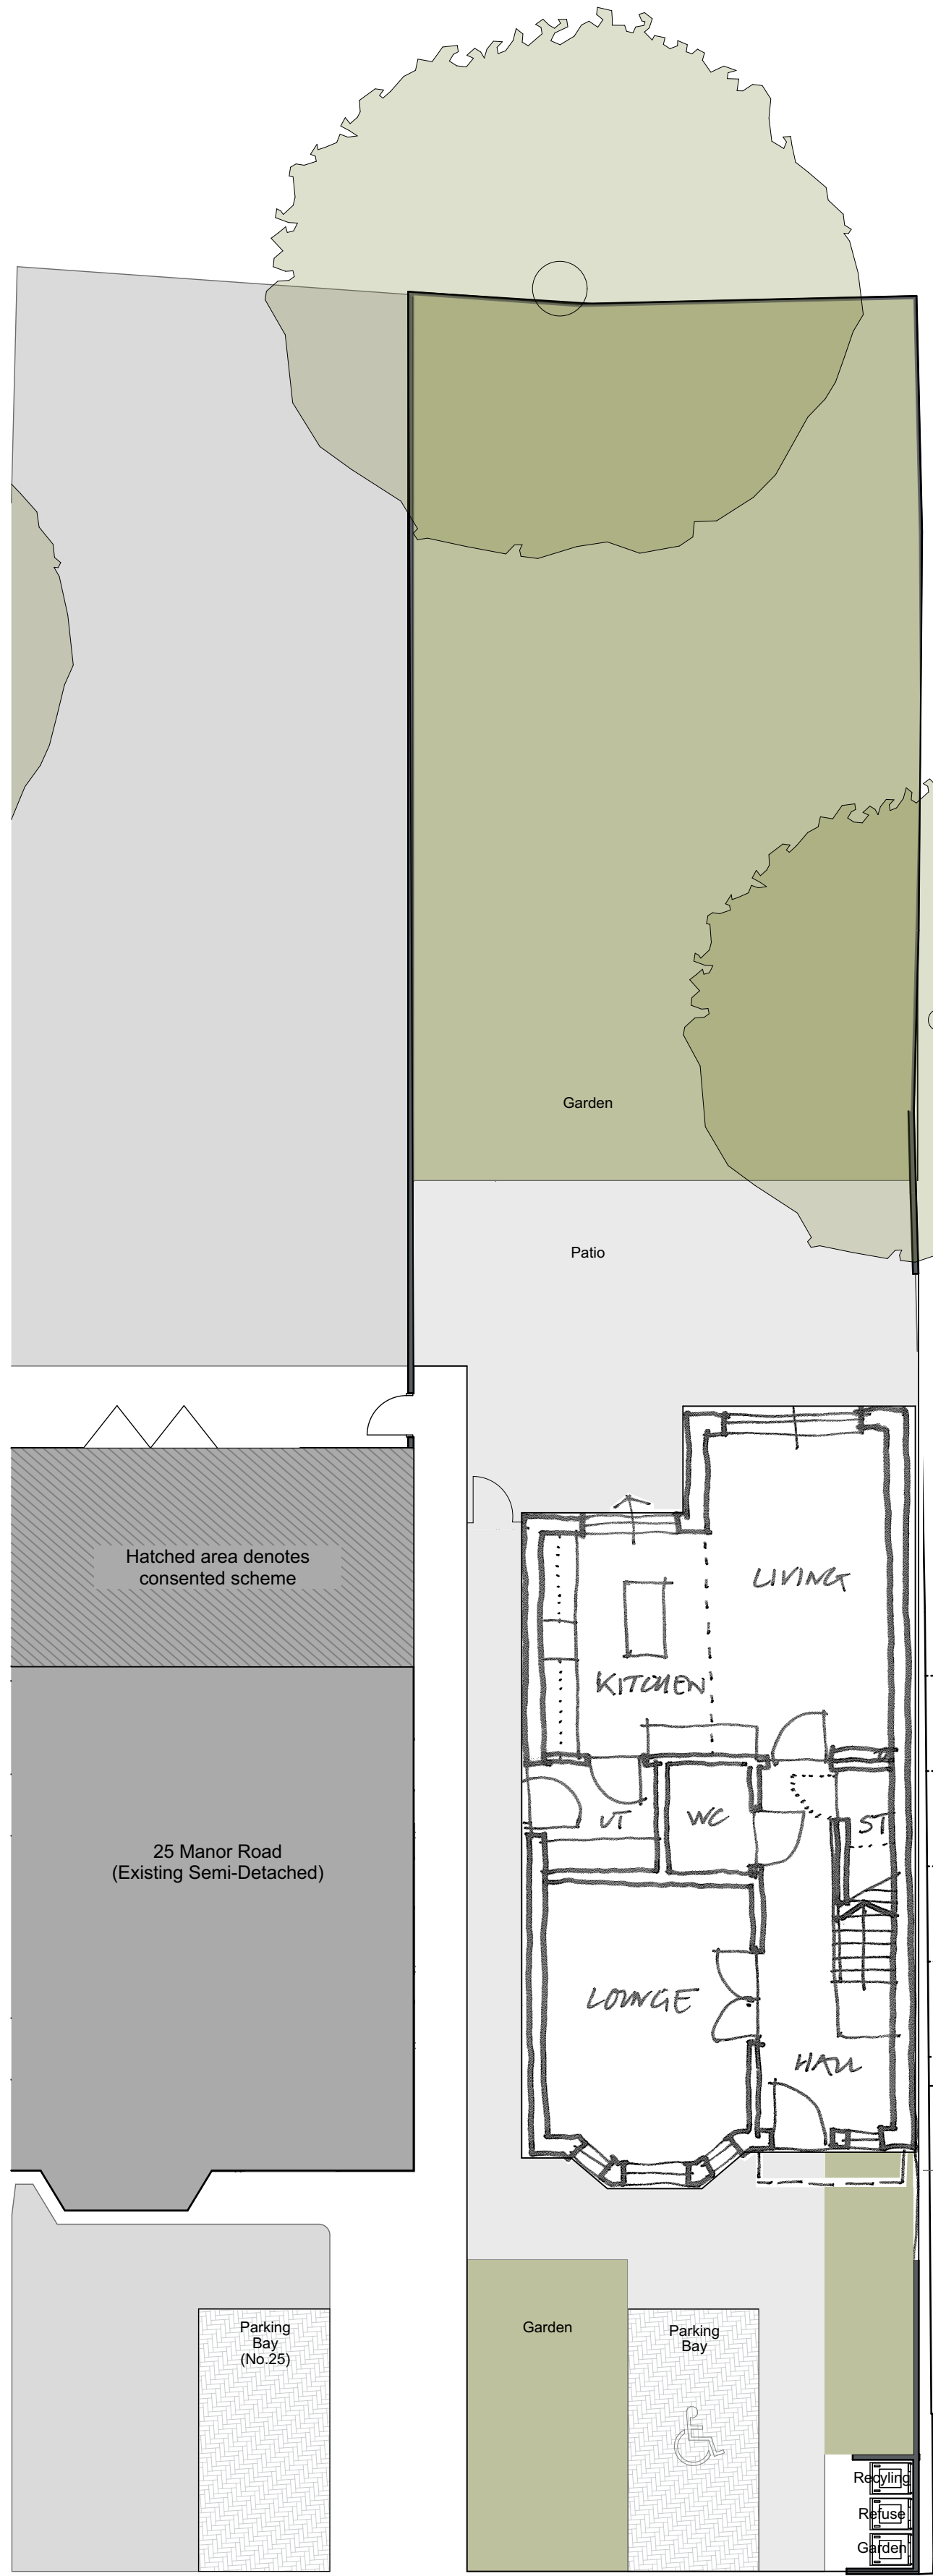 Garden
Patio
Hatched area denotes
consented scheme
LIVING
KITCHEN
UT
WC
ST
25 Manor Road
(Existing Semi-Detached)
LOUNGE
HALL
Parking
Bay
(No.25)
Garden
Parking
Bay
Recyling
Refuse
Garden